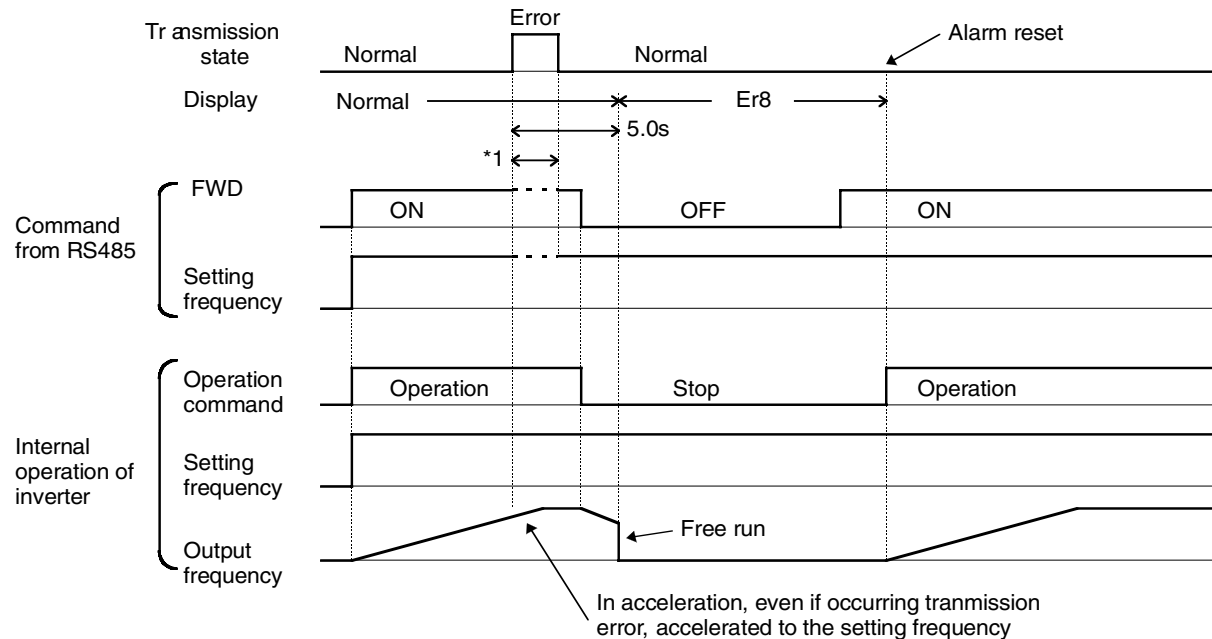 Error
Tr ansmission
state
Normal
Normal
Alarm reset
Display
Normal
Er8
5.0s
*1
Command
from RS485
FWD
ON
OFF
ON
Setting
frequency
Internal
operation of
inverter
Operation
command
Operation
Stop
Operation
Setting
frequency
Output
frequency
Free run
In acceleration, even if occurring tranmission
error, accelerated to the setting frequency